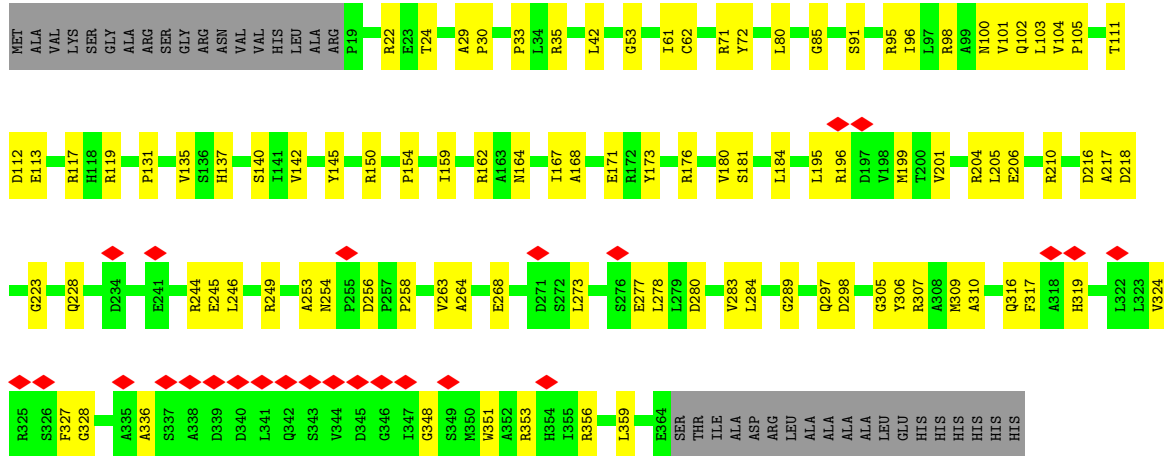 MET ALA VAL LYS SER GLY ALA ARG SER GLY ARG ASN VAL VAL HIS LEU ALA ARG P19 R22 E23 T24 A29 P30 P33 L34 R35 L42 G53 I61 C62 R71 Y72 L80 G85 S91 R95 I96 L97 R98 A99 N100 V101 Q102 L103 V104 P105 T111
D112 E113 R117 H118 R119 P131 V135 S136 H137 S140 I141 V142 Y145 R150 P154 I159 R162 A163 N164 I167 A168 E171 R172 Y173 R176 V180 S181 L184 L195 R196 D197 V198 M199 T200 V201 R204 L205 E206 R210 D216 A217 D218
G223 Q228 D234 E241 R244 E245 L246 R249 A253 N254 P255 D256 P257 P258 V263 A264 E268 D271 S272 L273 S276 E277 L278 L279 D280 V283 L284 G289 Q297 D298 G305 Y306 R307 A308 M309 A310 Q316 F317 A318 H319 L322 L323 V324
R325 S326 F327 G328 A335 A336 S337 A338 D339 D340 L341 Q342 S343 V344 D345 G346 I347 G348 S349 M350 W351 A352 R353 H354 I355 R356 L359 E364 SER THR ILE ALA ASP ARG LEU ALA ALA ALA ALA LEU GLU HIS HIS HIS HIS HIS HIS